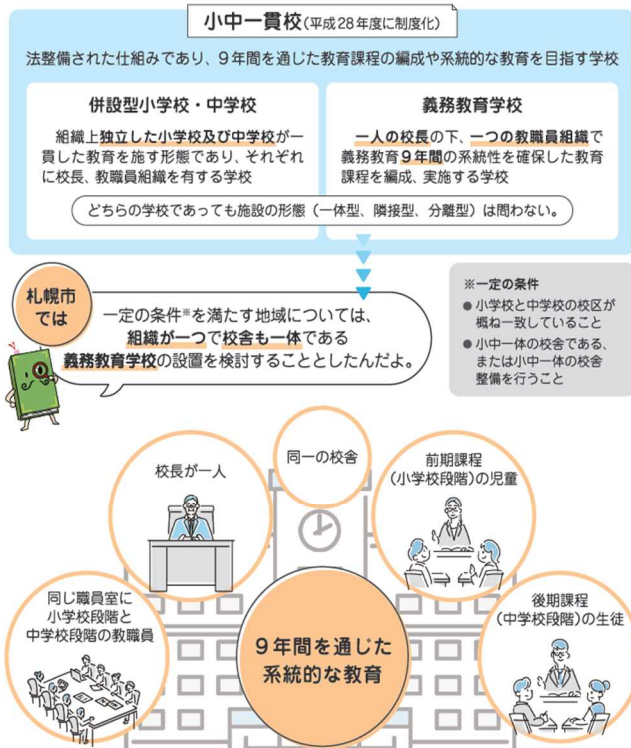 小中一貫校(平成28年度に制度化)
法整備された仕組みであり、9年間を通じた教育課程の編成や系統的な教育を目指す学校
併設型小学校・中学校
組織上独立した小学校及び中学校が一
貫した教育を施す形態であり、それぞれ
に校長、教職員組織を有する学校
義務教育学校
一人の校長の下、一つの教職員組織で
義務教育9年間の系統性を確保した教育
課程を編成、実施する学校
どちらの学校であっても施設の形態(一体型、隣接型、分離型)は問わない。
札幌市
では
一定の条件※を満たす地域については、
組織が一つで校舎も一体である
義務教育学校の設置を検討することとしたんだよ。
※一定の条件
●小学校と中学校の校区が
概ね一致していること
●小中一体の校舎である、
または小中一体の校舎
整備を行うこと
校長が一人
同一の校舎
前期課程
(小学校段階)の児童
同じ職員室に
小学校段階と
中学校段階の教職員
9年間を通じた
系統的な教育
後期課程
(中学校段階)の生徒